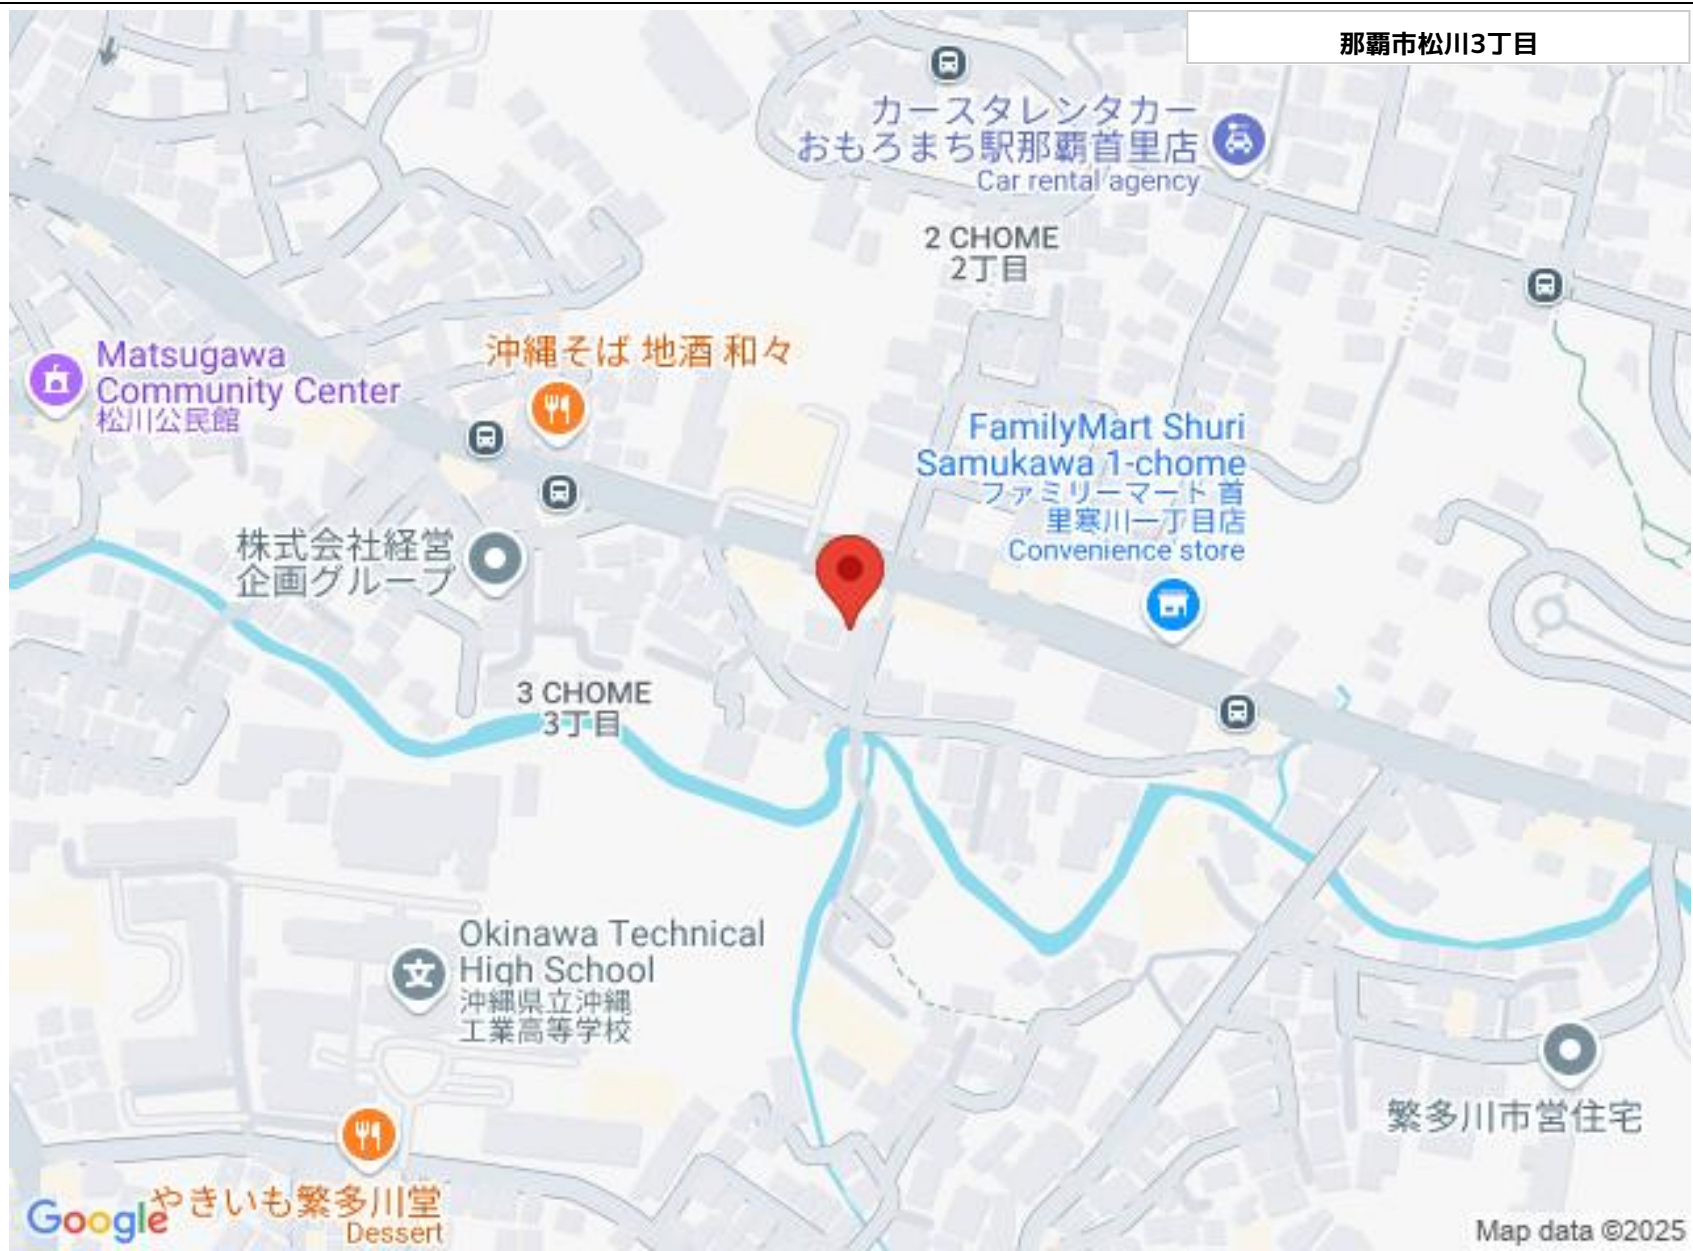 那覇市松川3丁目
カースタレンタカー
おもろまち駅那覇首里店
Car rental agency
2 CHOME
2丁目
沖縄そば 地酒 和々
Matsugawa
Community Center
松川公民館
FamilyMart Shuri
Samukawa 1-chome
ファミリーマート 首
里寒川一丁目店
Convenience store
株式会社経営
企画グループ
3 CHOME
3丁目
Okinawa Technical
High School
沖縄県立沖縄
工業高等学校
繁多川市営住宅
やきいも繁多川堂
Dessert
Google
Map data ©2025